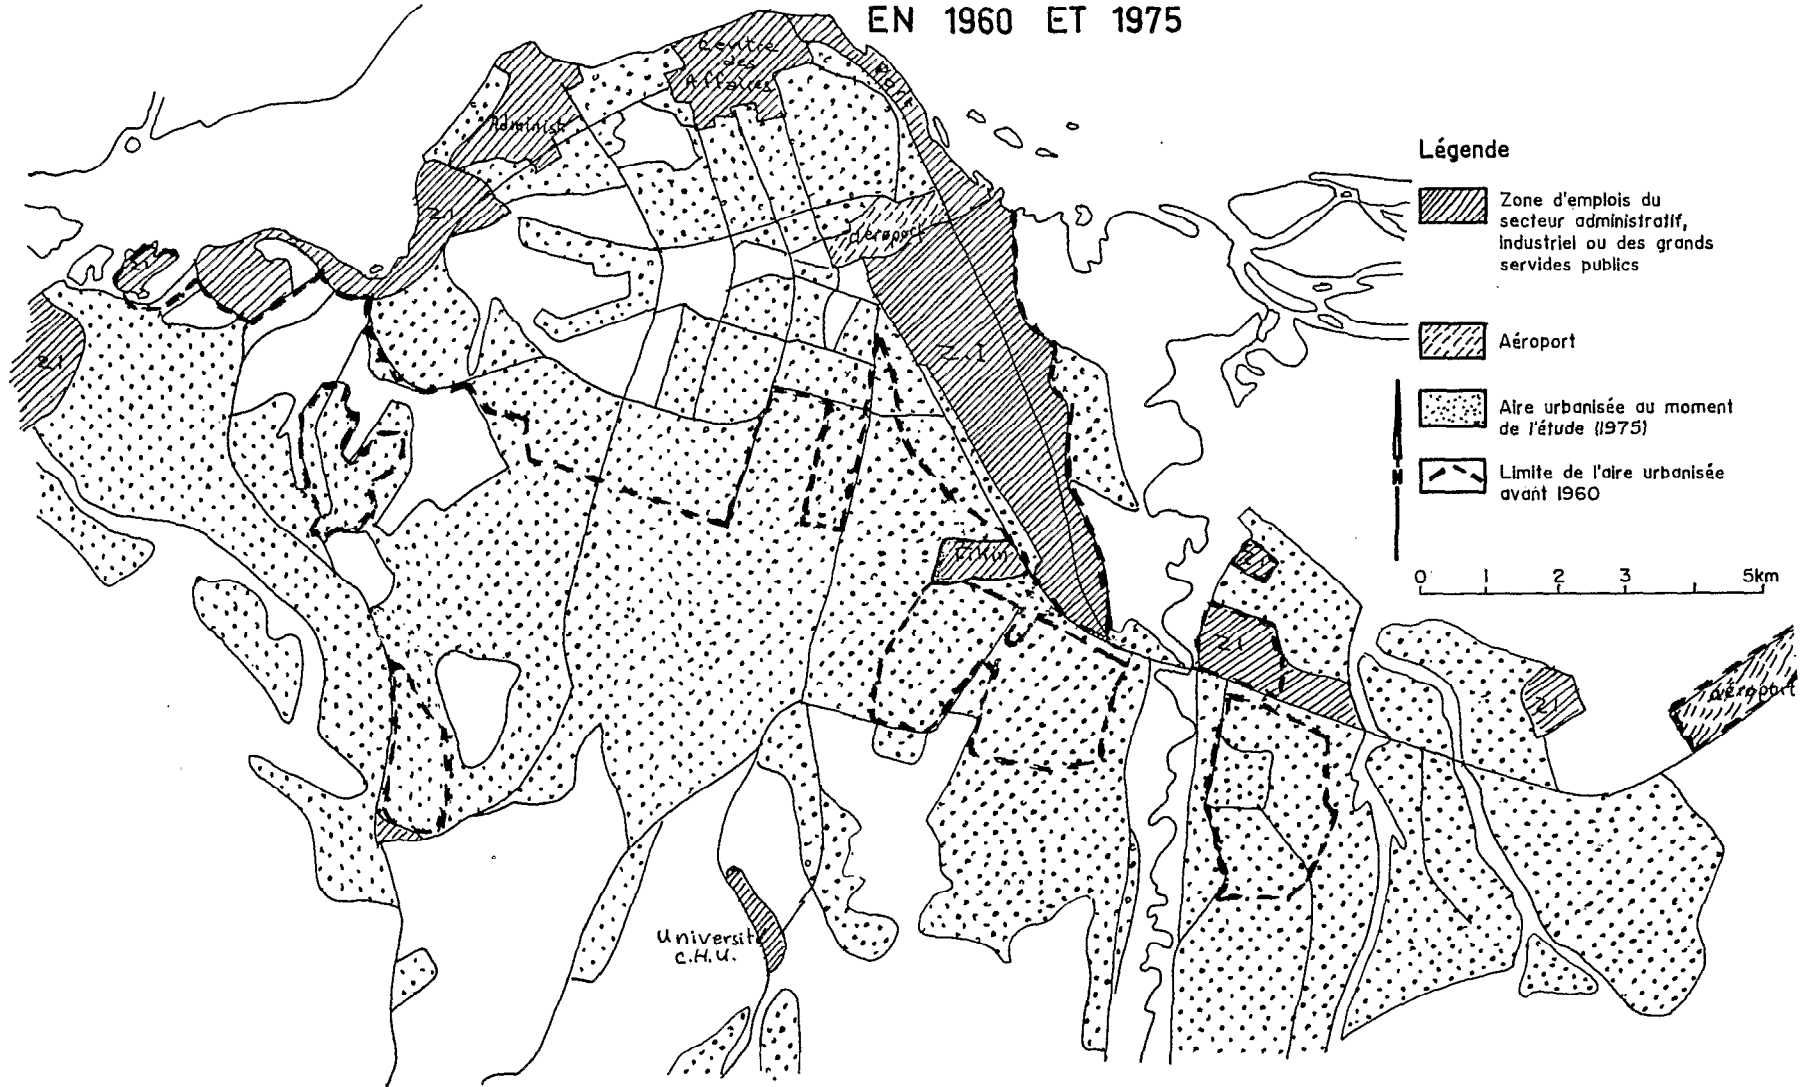 EN 1960 ET 1975
Centre
des
Affaires
Port
Administ.
Z.I
Z.I
Z.I
aéroport
Z.I
Légende
Zone d'emplois du
secteur administratif,
Industriel ou des grands
servides publics
Aéroport
Aire urbanisée au moment
de l'étude (1975)
Limite de l'aire urbanisée
avant 1960
N
0 1 2 3 5km
Z.I
Z.I
aéroport
Université
C.H.U.